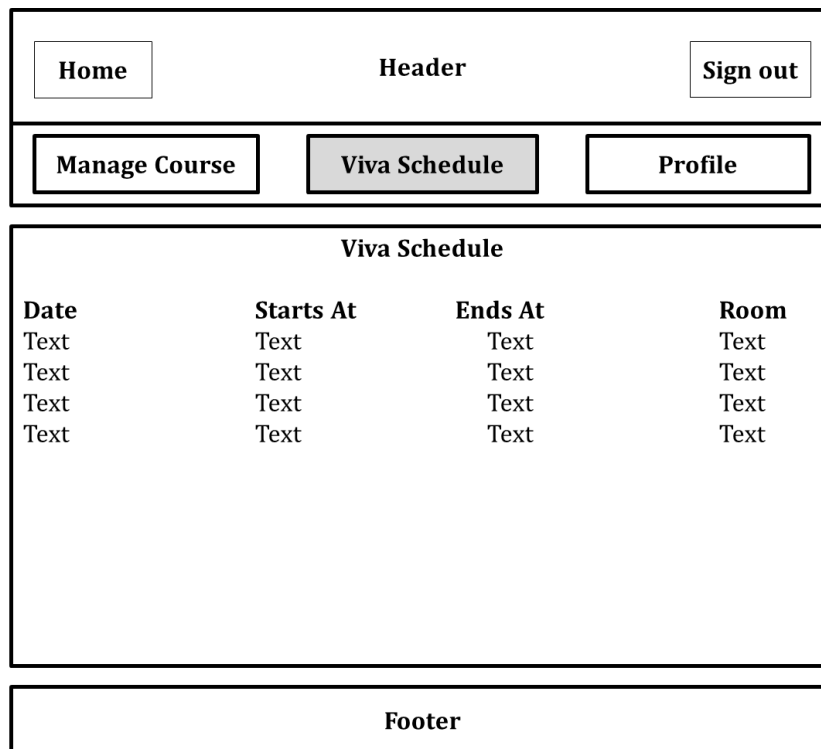 Home Header Sign out
Manage Course Viva Schedule Profile
Viva Schedule
Date Starts At Ends At Room
Text Text Text Text
Text Text Text Text
Text Text Text Text
Text Text Text Text
Footer